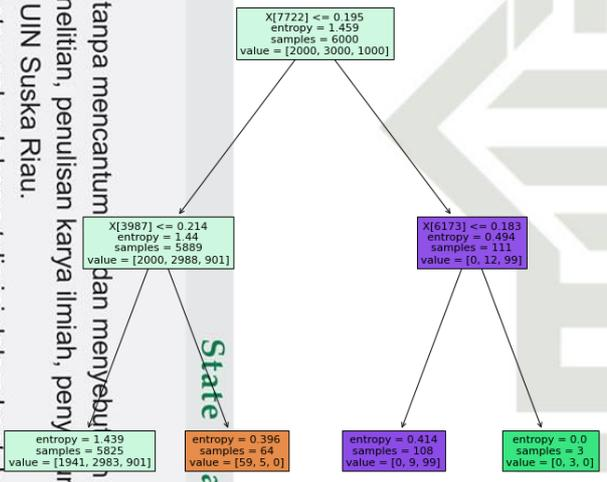 X[7722] <= 0.195
entropy = 1.459
samples = 6000
value = [2000, 3000, 1000]
X[3987] <= 0.214
entropy = 1.44
samples = 5889
value = [2000, 2988, 901]
X[6173] <= 0.183
entropy = 0.494
samples = 111
value = [0, 12, 99]
entropy = 1.439
samples = 5825
value = [1941, 2983, 901]
entropy = 0.396
samples = 64
value = [59, 5, 0]
entropy = 0.414
samples = 108
value = [0, 9, 99]
entropy = 0.0
samples = 3
value = [0, 3, 0]
tanpa mencantum dan menyebut
penulisan karya ilmiah,
UIN Suska Riau.
State